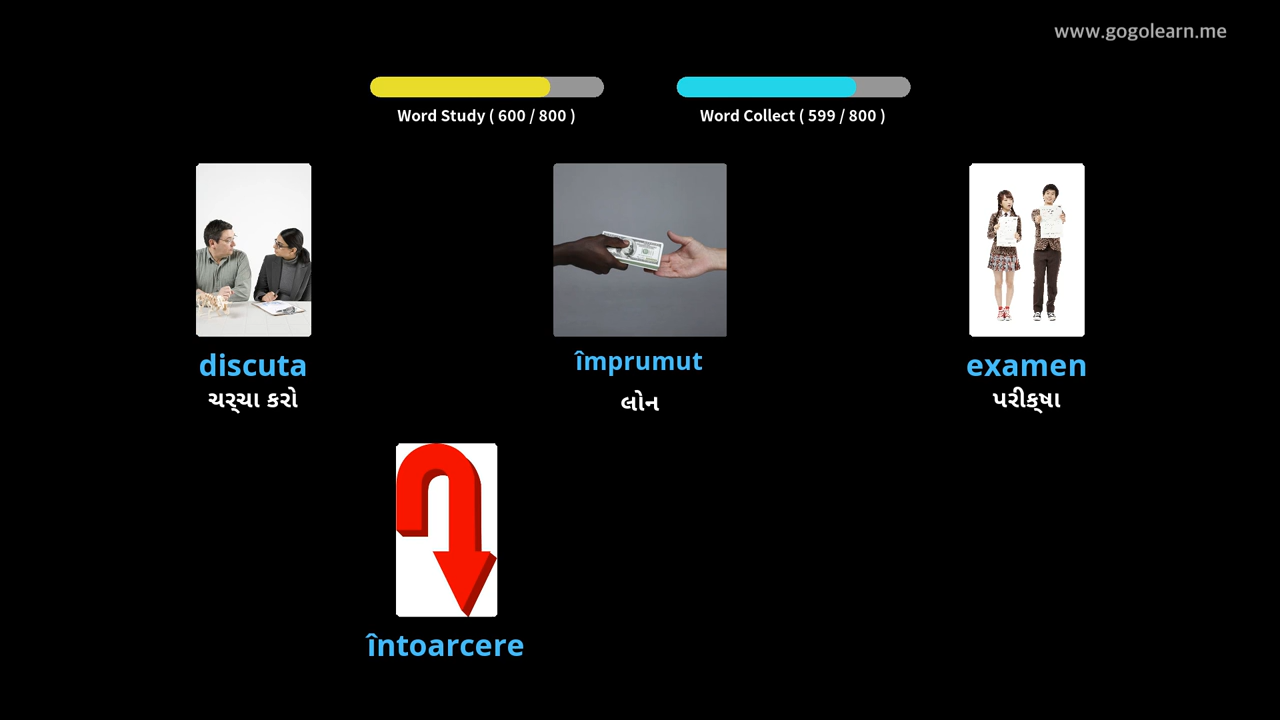 www.gogolearn.me
Word Study ( 600 / 800 )
Word Collect ( 599 / 800 )
discuta
ચર્ચા કરો
împrumut
લોન
examen
પરીક્ષા
întoarcere